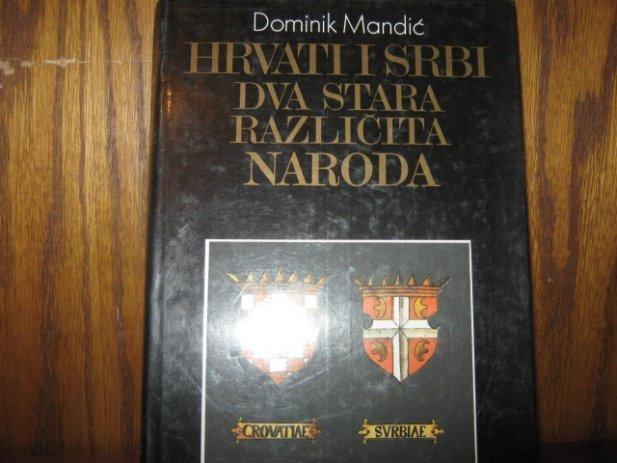 Dominik Mandić
HRVATI I SRBI
DVA STARA
RAZLIČITA
NARODA
CROVATIAE
SVRBIAE